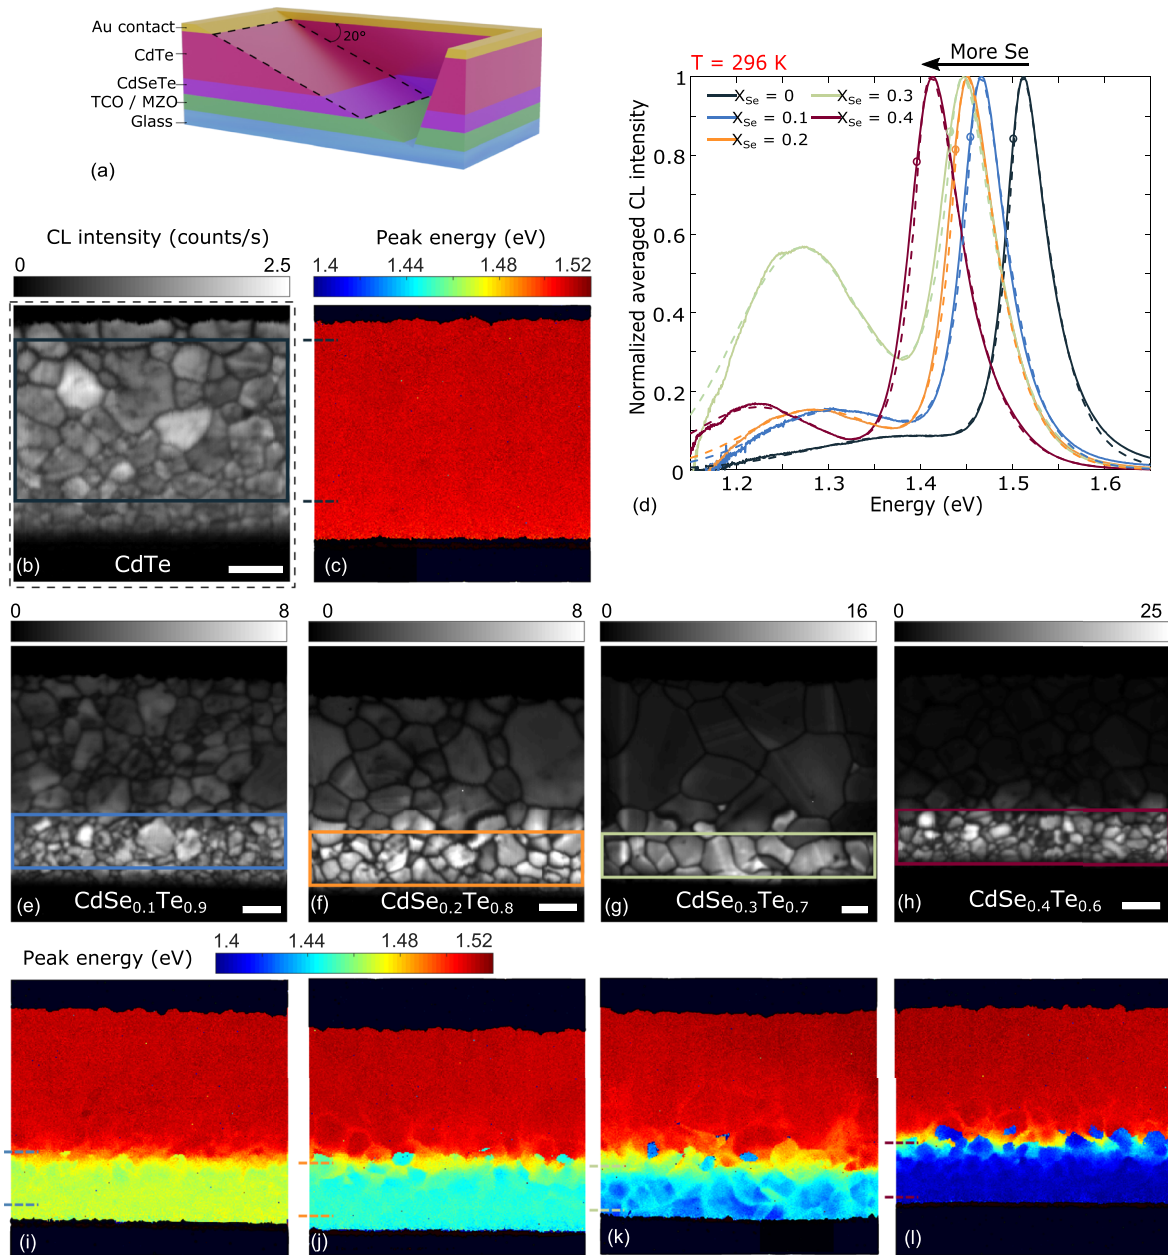 Au contact
CdTe
CdSeTe
TCO / MZO
Glass
20°
(a)
More Se
T = 296 K
X_Se = 0
X_Se = 0.3
X_Se = 0.1
X_Se = 0.4
X_Se = 0.2
Normalized averaged CL intensity
1
0.8
0.6
0.4
0.2
0
1.2 1.3 1.4 1.5 1.6
Energy (eV)
(d)
CL intensity (counts/s)
0 2.5
Peak energy (eV)
1.4 1.44 1.48 1.52
(b) CdTe
(c)
0 8
0 8
0 16
0 25
(e) CdSe0.1Te0.9
(f) CdSe0.2Te0.8
(g) CdSe0.3Te0.7
(h) CdSe0.4Te0.6
Peak energy (eV)
1.4 1.44 1.48 1.52
(i)
(j)
(k)
(l)